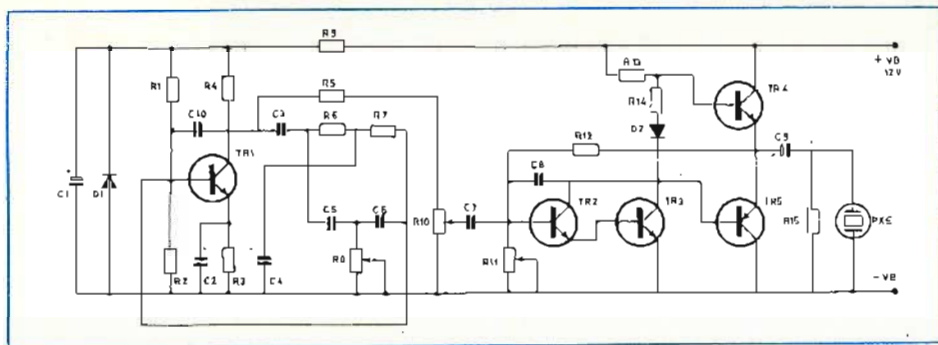 R9
+ VB
12V
R1
R4
R5
R13
TR4
R14
C10
C3
R6
R7
D2
R12
C9
C1
D1
TR1
C8
C5
C6
R10
C7
TR2
TR3
TR5
R15
R2
C2
R3
C4
R8
R11
- VB